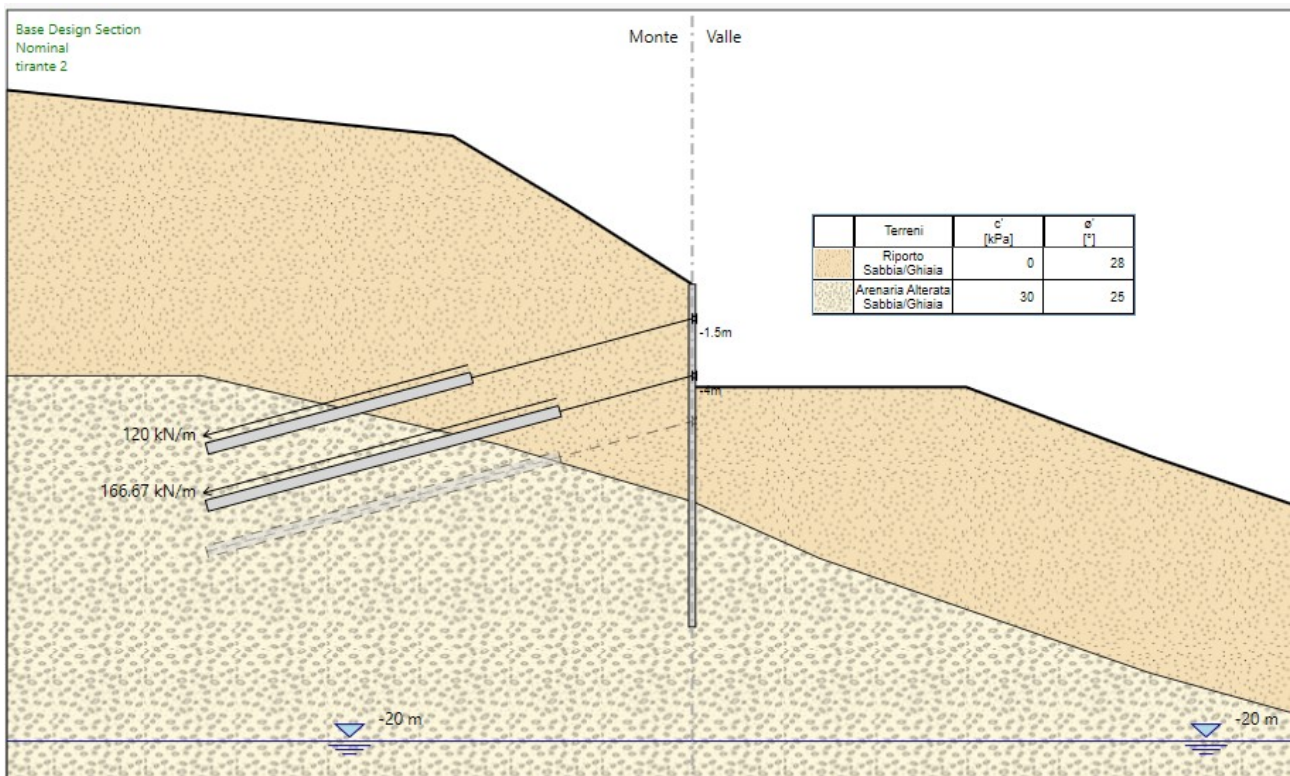 Base Design Section
Nominal
tirante 2
Monte
Valle
Terreni
c'
[kPa]
ø'
[°]
Riporto
Sabbia/Ghiaia
0
28
Arenaria Alterata
Sabbia/Ghiaia
30
25
-1.5m
-4m
120 kN/m
166.67 kN/m
-20 m
-20 m